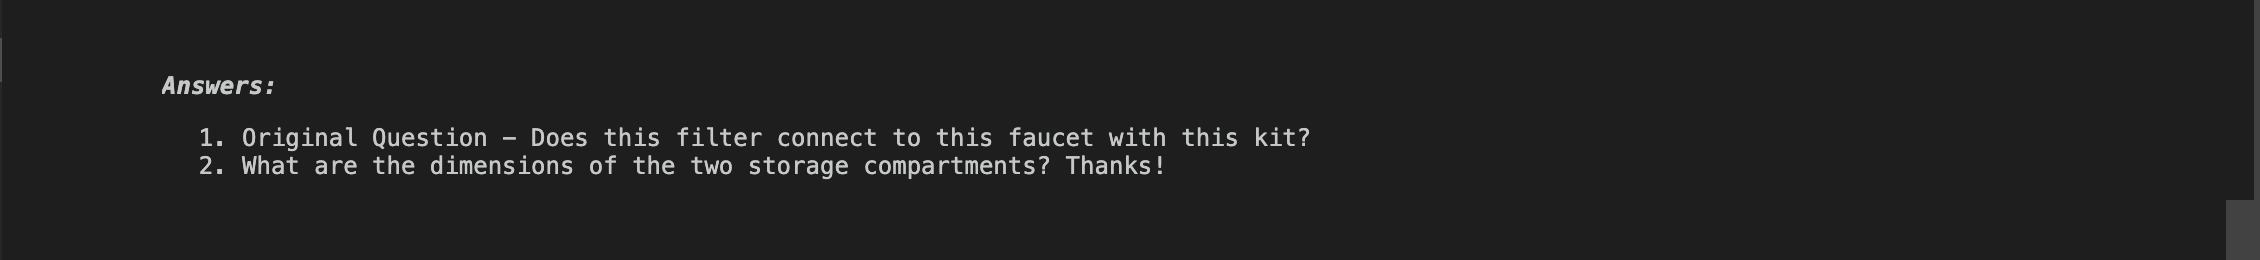 Answers:
1. Original Question – Does this filter connect to this faucet with this kit?
2. What are the dimensions of the two storage compartments? Thanks!